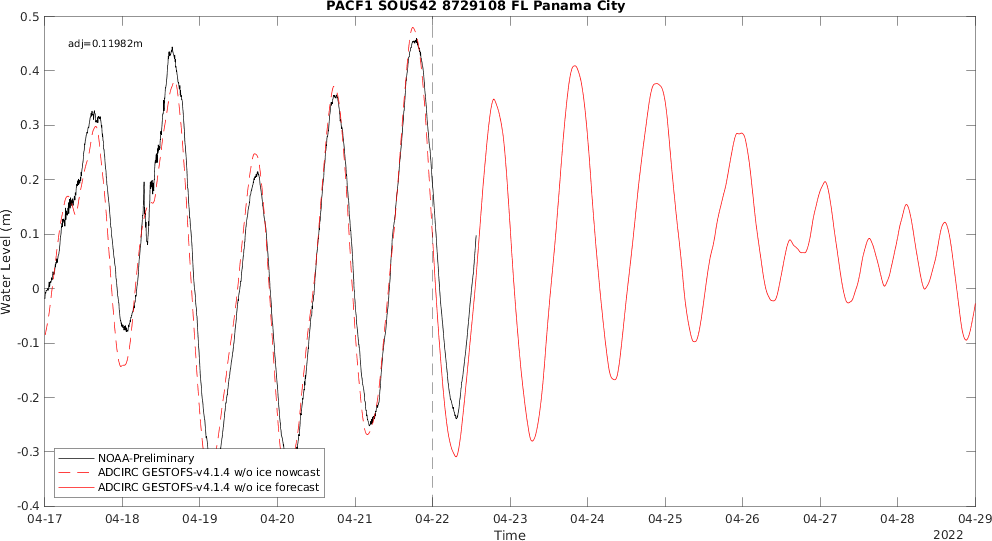 PACF1 SOUS42 8729108 FL Panama City
adj=0.11982m
Water Level (m)
0.5
0.4
0.3
0.2
0.1
0
-0.1
-0.2
-0.3
-0.4
NOAA-Preliminary
ADCIRC GESTOFS-v4.1.4 w/o ice nowcast
ADCIRC GESTOFS-v4.1.4 w/o ice forecast
04-17 04-18 04-19 04-20 04-21 04-22 04-23 04-24 04-25 04-26 04-27 04-28 04-29
Time
2022